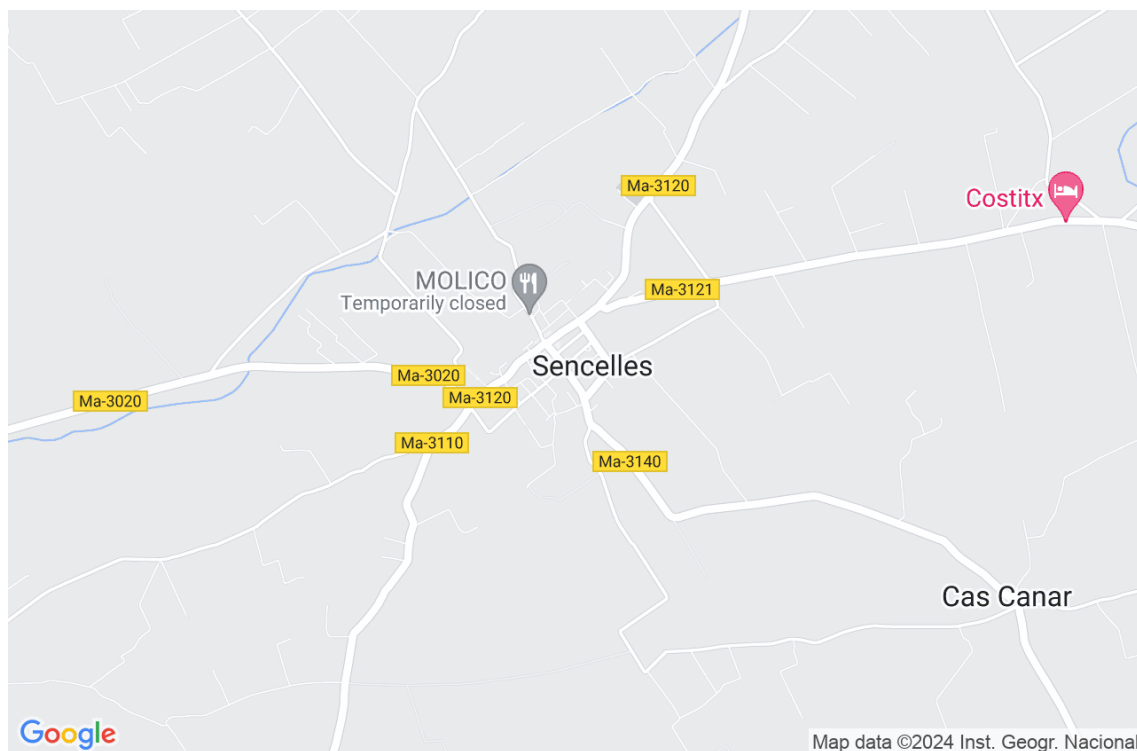 Ma-3120
Costitx
MOLICO
Temporarily closed
Ma-3121
Sencelles
Ma-3020
Ma-3020
Ma-3120
Ma-3110
Ma-3140
Cas Canar
Google
Map data ©2024 Inst. Geogr. Nacional